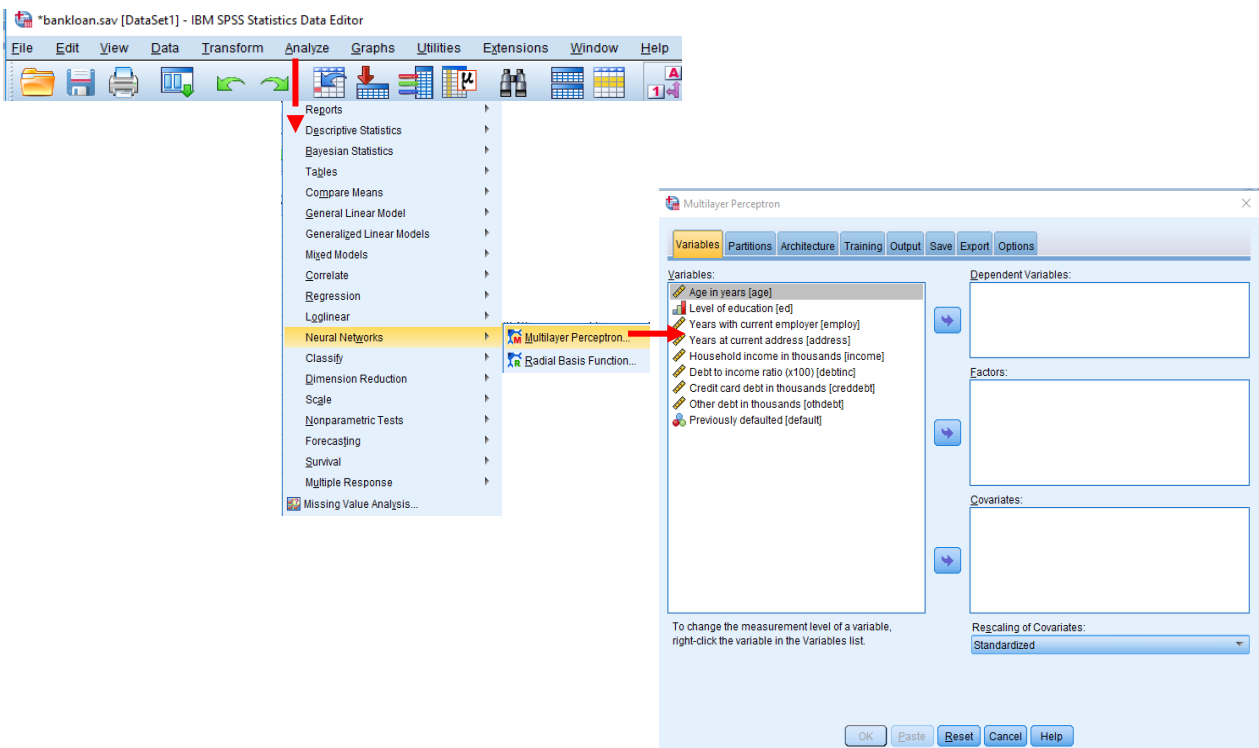 *bankloan.sav [DataSet1] - IBM SPSS Statistics Data Editor
File Edit View Data Transform Analyze Graphs Utilities Extensions Window Help
μ
A
1
Reports
Descriptive Statistics
Bayesian Statistics
Tables
Compare Means
General Linear Model
Generalized Linear Models
Mixed Models
Correlate
Regression
Loglinear
Neural Networks
Classify
Dimension Reduction
Scale
Nonparametric Tests
Forecasting
Survival
Multiple Response
Missing Value Analysis...
M Multilayer Perceptron...
R Radial Basis Function...
Multilayer Perceptron
Variables Partitions Architecture Training Output Save Export Options
Variables:
Age in years [age]
Level of education [ed]
Years with current employer [employ]
Years at current address [address]
Household income in thousands [income]
Debt to income ratio (x100) [debtinc]
Credit card debt in thousands [creddebt]
Other debt in thousands [othdebt]
Previously defaulted [default]
To change the measurement level of a variable,
right-click the variable in the Variables list.
Dependent Variables:
Factors:
Covariates:
Rescaling of Covariates:
Standardized
OK Paste Reset Cancel Help